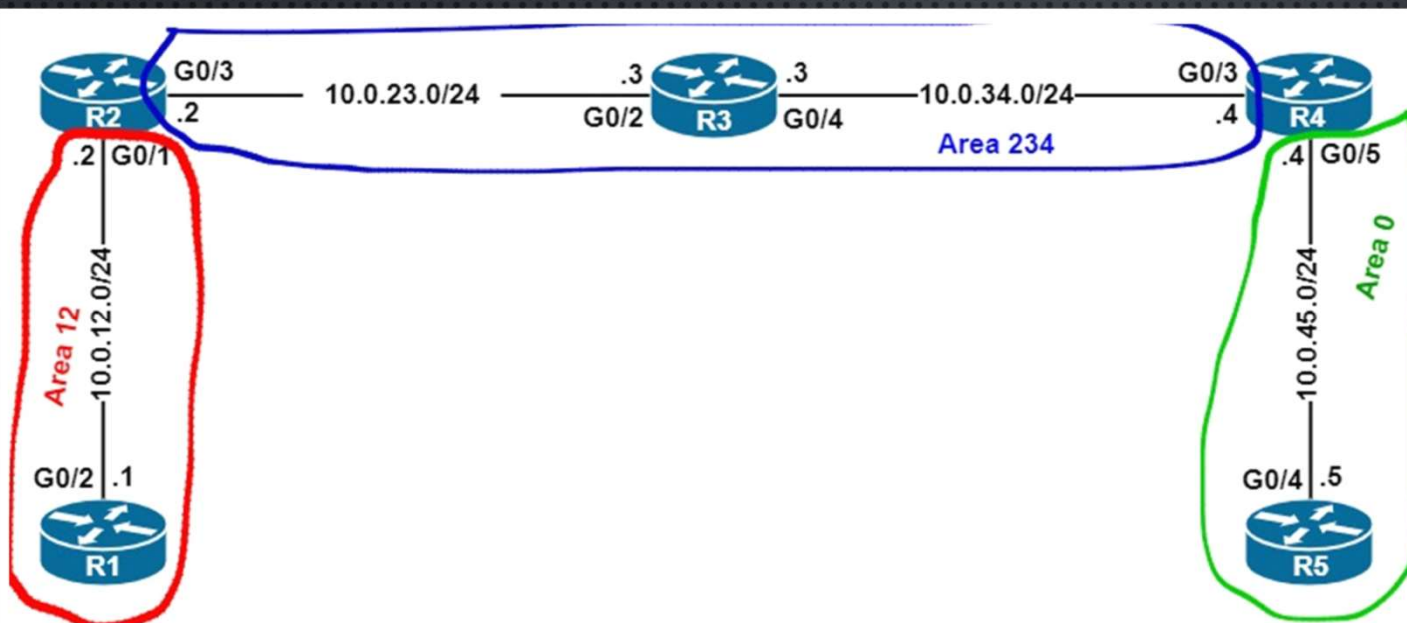 G0/3
.3
.3
G0/3
10.0.23.0/24
10.0.34.0/24
R2
.2
G0/2
R3
G0/4
.4
R4
Area 234
.2
G0/1
.4
G0/5
Area 12
10.0.12.0/24
10.0.45.0/24
Area 0
G0/2
.1
G0/4
.5
R1
R5